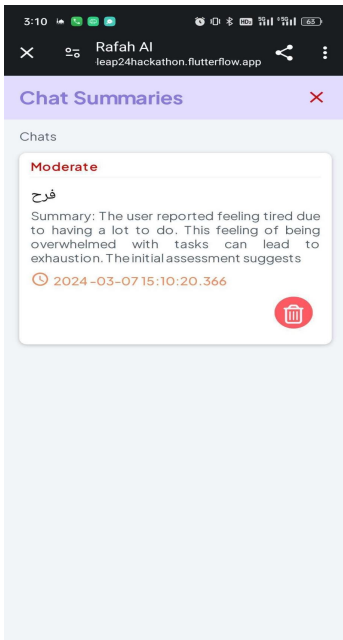 3:10
63
Rafah AI
leap24hackathon.flutterflow.app
Chat Summaries
Chats
Moderate
فرح
Summary: The user reported feeling tired due
to having a lot to do. This feeling of being
overwhelmed with tasks can lead to
exhaustion. The initial assessment suggests
2024-03-07 15:10:20.366